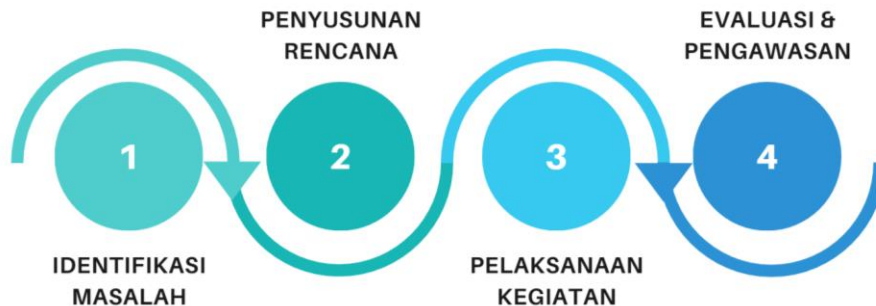 1
IDENTIFIKASI
MASALAH
PENYUSUNAN
RENCANA
2
3
PELAKSANAAN
KEGIATAN
EVALUASI &
PENGAWASAN
4